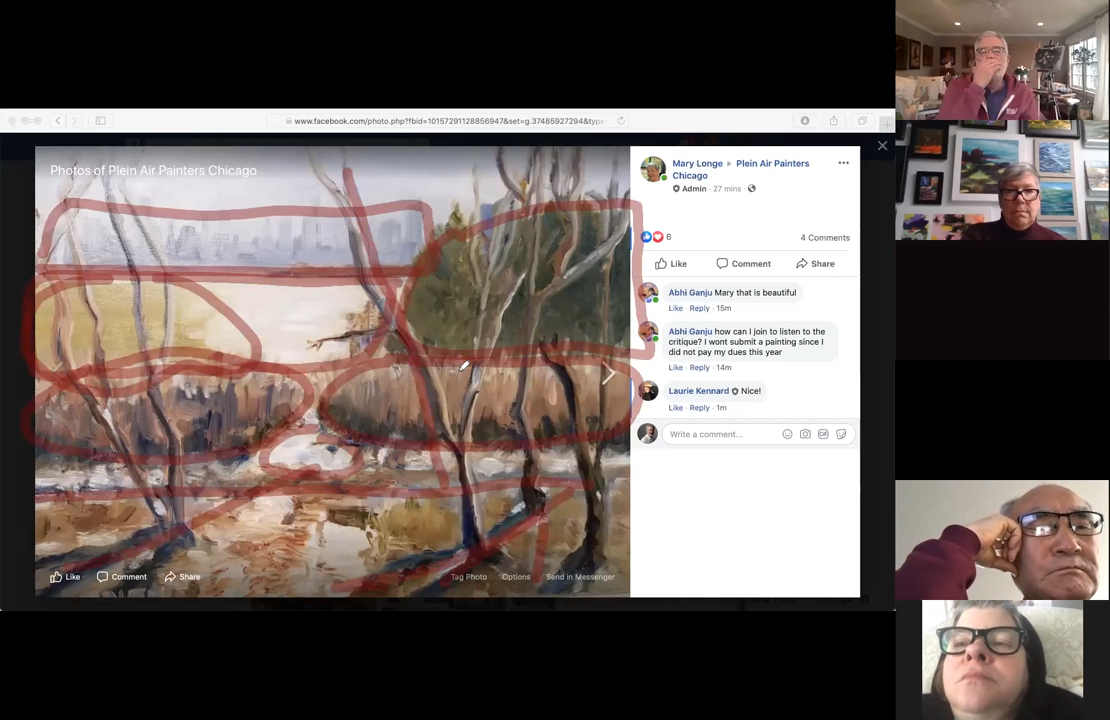 www.facebook.com/photo.php?fbid=10157291128856947&set=g.37485927294&type
Photos of Plein Air Painters Chicago
Mary Longe ▸ Plein Air Painters
Chicago
Admin · 27 mins ·
6
4 Comments
Like Comment Share
Abhi Ganju Mary that is beautiful
Like · Reply · 15m
Abhi Ganju how can I join to listen to the
critique? I wont submit a painting since I
did not pay my dues this year
Like · Reply · 14m
Laurie Kennard Nice!
Like · Reply · 1m
Write a comment...
GIF
Like Comment Share
Tag Photo Options Send in Messenger